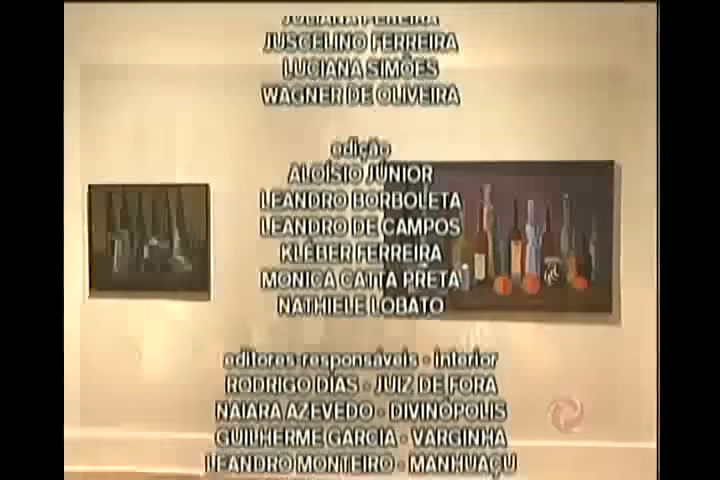 JULIANA PEREIRA
JUSCELINO FERREIRA
LUCIANA SIMÕES
WAGNER DE OLIVEIRA
edição
ALOÍSIO JÚNIOR
LEANDRO BORBOLETA
LEANDRO DE CAMPOS
KLÉBER FERREIRA
MONICA CATTA PRETA
NATHIELE LOBATO
editores responsáveis - interior
RODRIGO DIAS - JUIZ DE FORA
NAIARA AZEVEDO - DIVINÓPOLIS
GUILHERME GARCIA - VARGINHA
LEANDRO MONTEIRO - MANHUAÇU